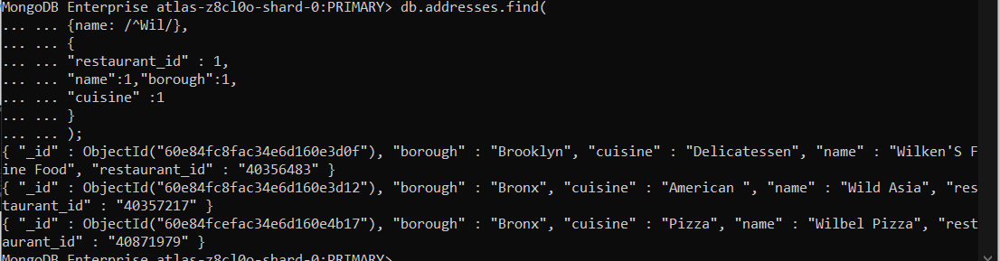 MongoDB Enterprise atlas-z8cl0o-shard-0:PRIMARY> db.addresses.find(
... ... {name: /^Wil/},
... ... {
... ... "restaurant_id" : 1,
... ... "name":1,"borough":1,
... ... "cuisine" :1
... ... }
... ... );
{ "_id" : ObjectId("60e84fc8fac34e6d160e3d0f"), "borough" : "Brooklyn", "cuisine" : "Delicatessen", "name" : "Wilken'S F
ine Food", "restaurant_id" : "40356483" }
{ "_id" : ObjectId("60e84fc8fac34e6d160e3d12"), "borough" : "Bronx", "cuisine" : "American ", "name" : "Wild Asia", "res
taurant_id" : "40357217" }
{ "_id" : ObjectId("60e84fcefac34e6d160e4b17"), "borough" : "Bronx", "cuisine" : "Pizza", "name" : "Wilbel Pizza", "rest
aurant_id" : "40871979" }
MongoDB Enterprise atlas-z8cl0o-shard-0:PRIMARY>